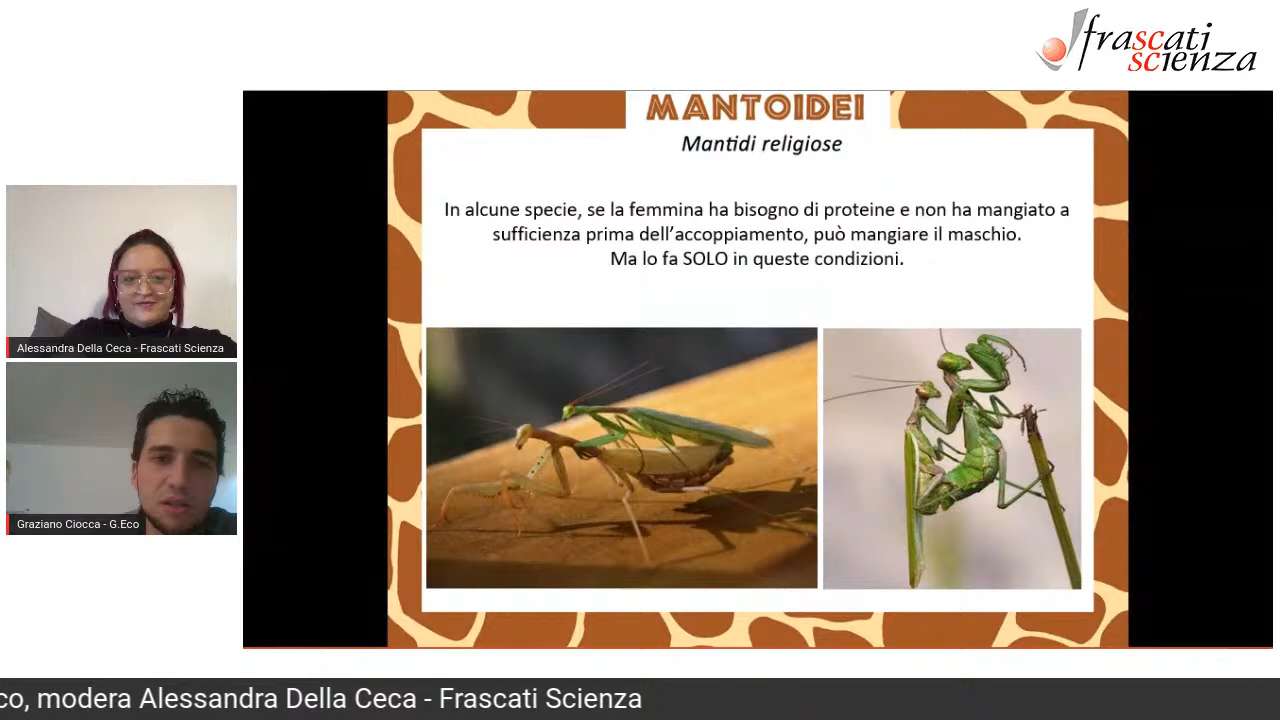 frascati
scienza
MANTOIDEI
Mantidi religiose
In alcune specie, se la femmina ha bisogno di proteine e non ha mangiato a
sufficienza prima dell’accoppiamento, può mangiare il maschio.
Ma lo fa SOLO in queste condizioni.
Alessandra Della Ceca - Frascati Scienza
Graziano Ciocca - G.Eco
co, modera Alessandra Della Ceca - Frascati Scienza